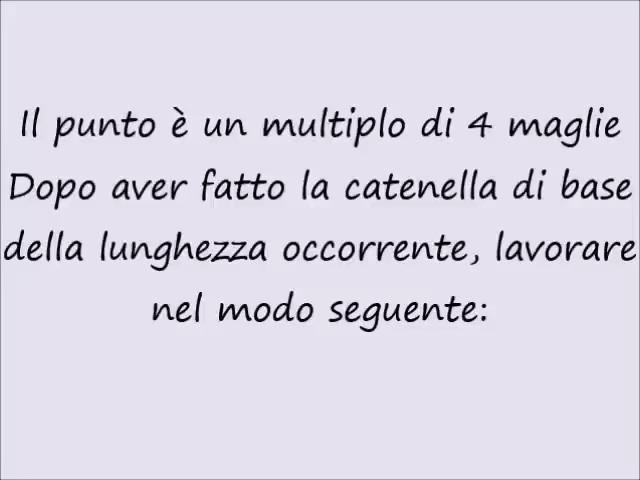 Il punto è un multiplo di 4 maglie
Dopo aver fatto la catenella di base
della lunghezza occorrente, lavorare
nel modo seguente: